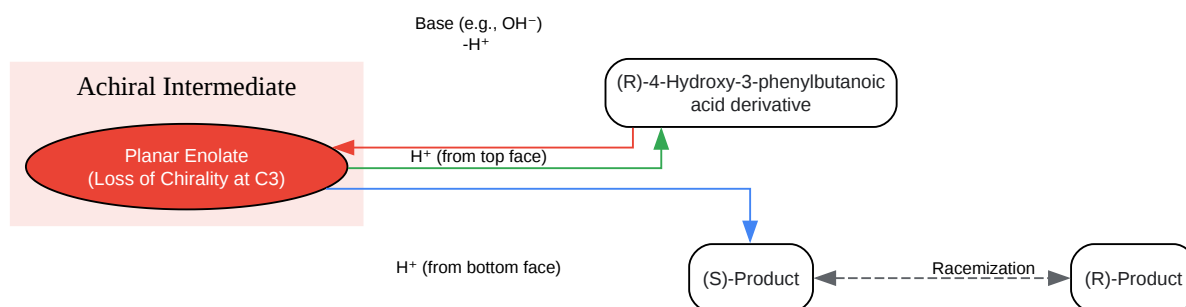 Base (e.g., OH⁻)
-H⁺
Achiral Intermediate
(R)-4-Hydroxy-3-phenylbutanoic
acid derivative
Planar Enolate
(Loss of Chirality at C3)
H⁺ (from top face)
H⁺ (from bottom face)
(S)-Product
Racemization
(R)-Product